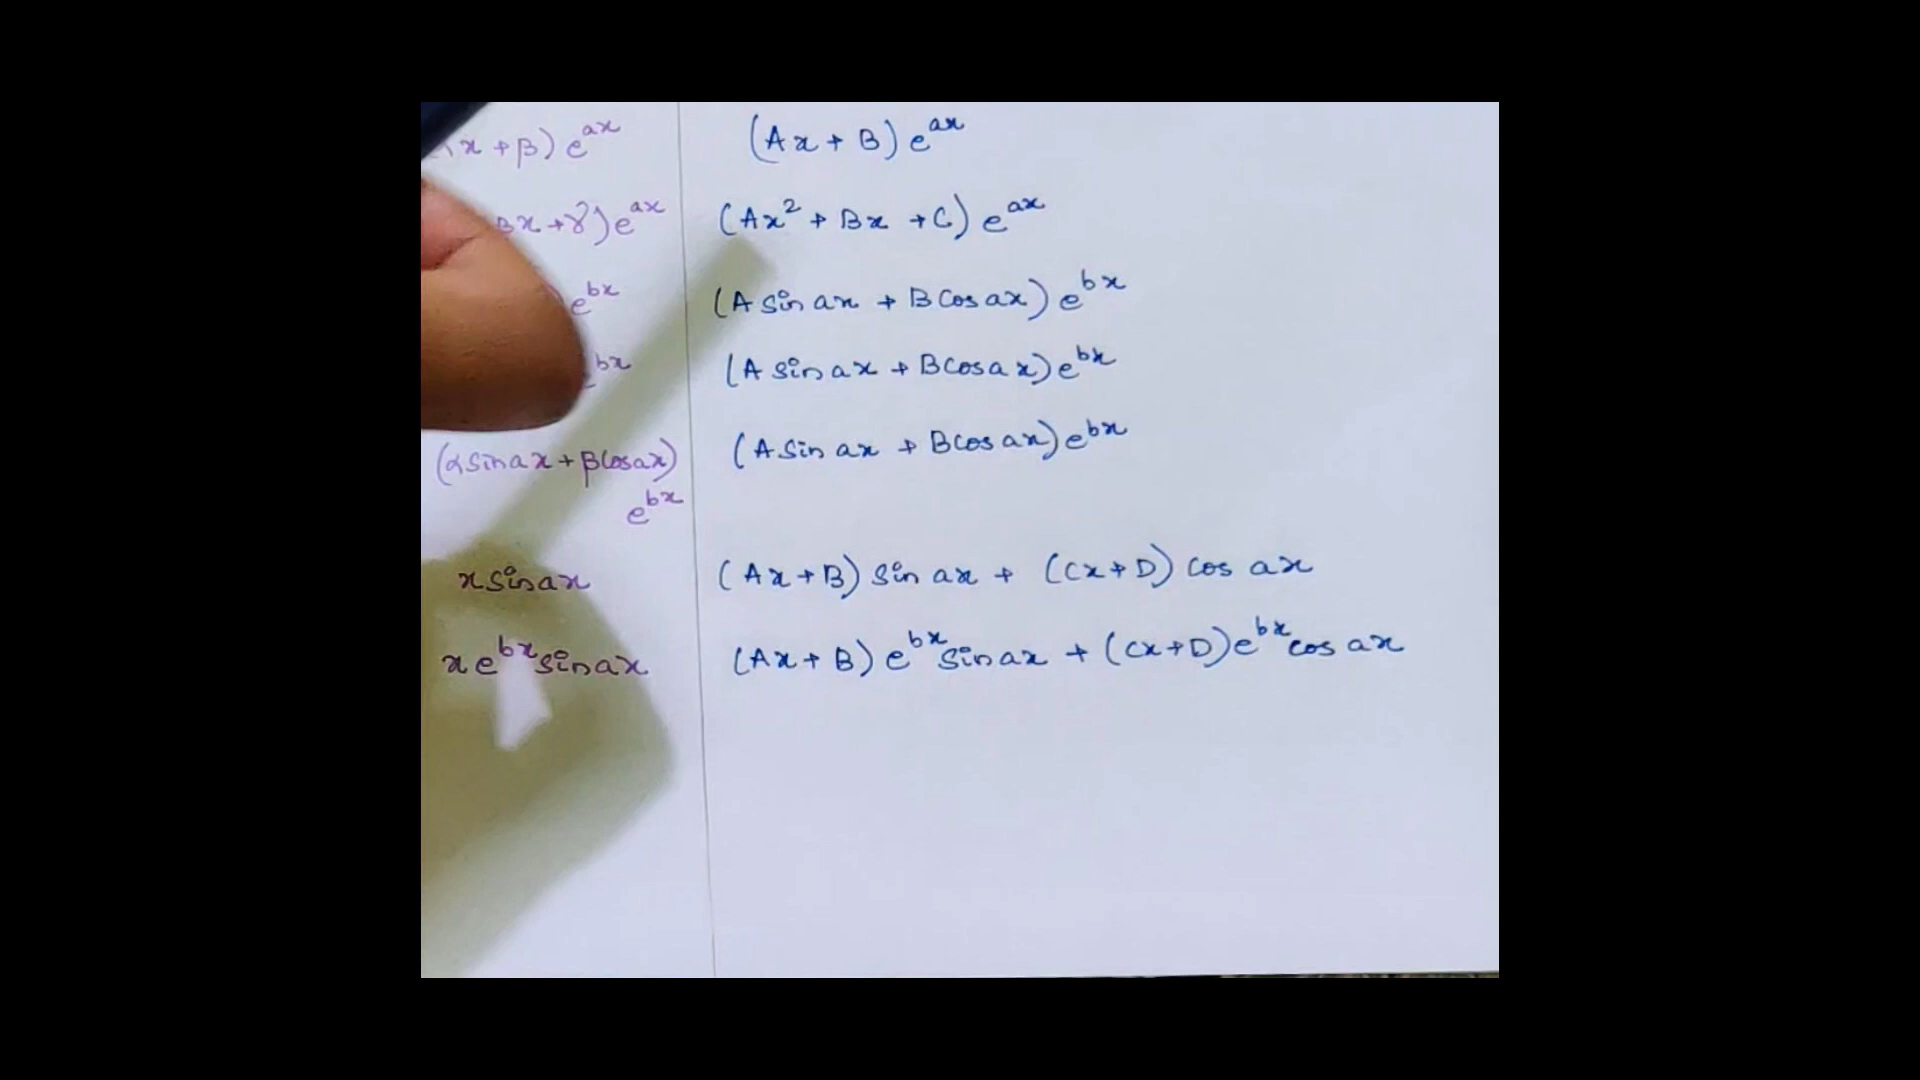 x + β) e^{ax} (Ax + B) e^{ax}
βx + γ) e^{ax} (Ax² + Bx + C) e^{ax}
e^{bx} (A sin ax + B cos ax) e^{bx}
e^{bx} (A sin ax + B cos ax) e^{bx}
(α sin ax + β cos ax) (A sin ax + B cos ax) e^{bx}
e^{bx}
x sin ax (Ax + B) sin ax + (Cx + D) cos ax
x e^{bx} sin ax (Ax + B) e^{bx} sin ax + (Cx + D) e^{bx} cos ax